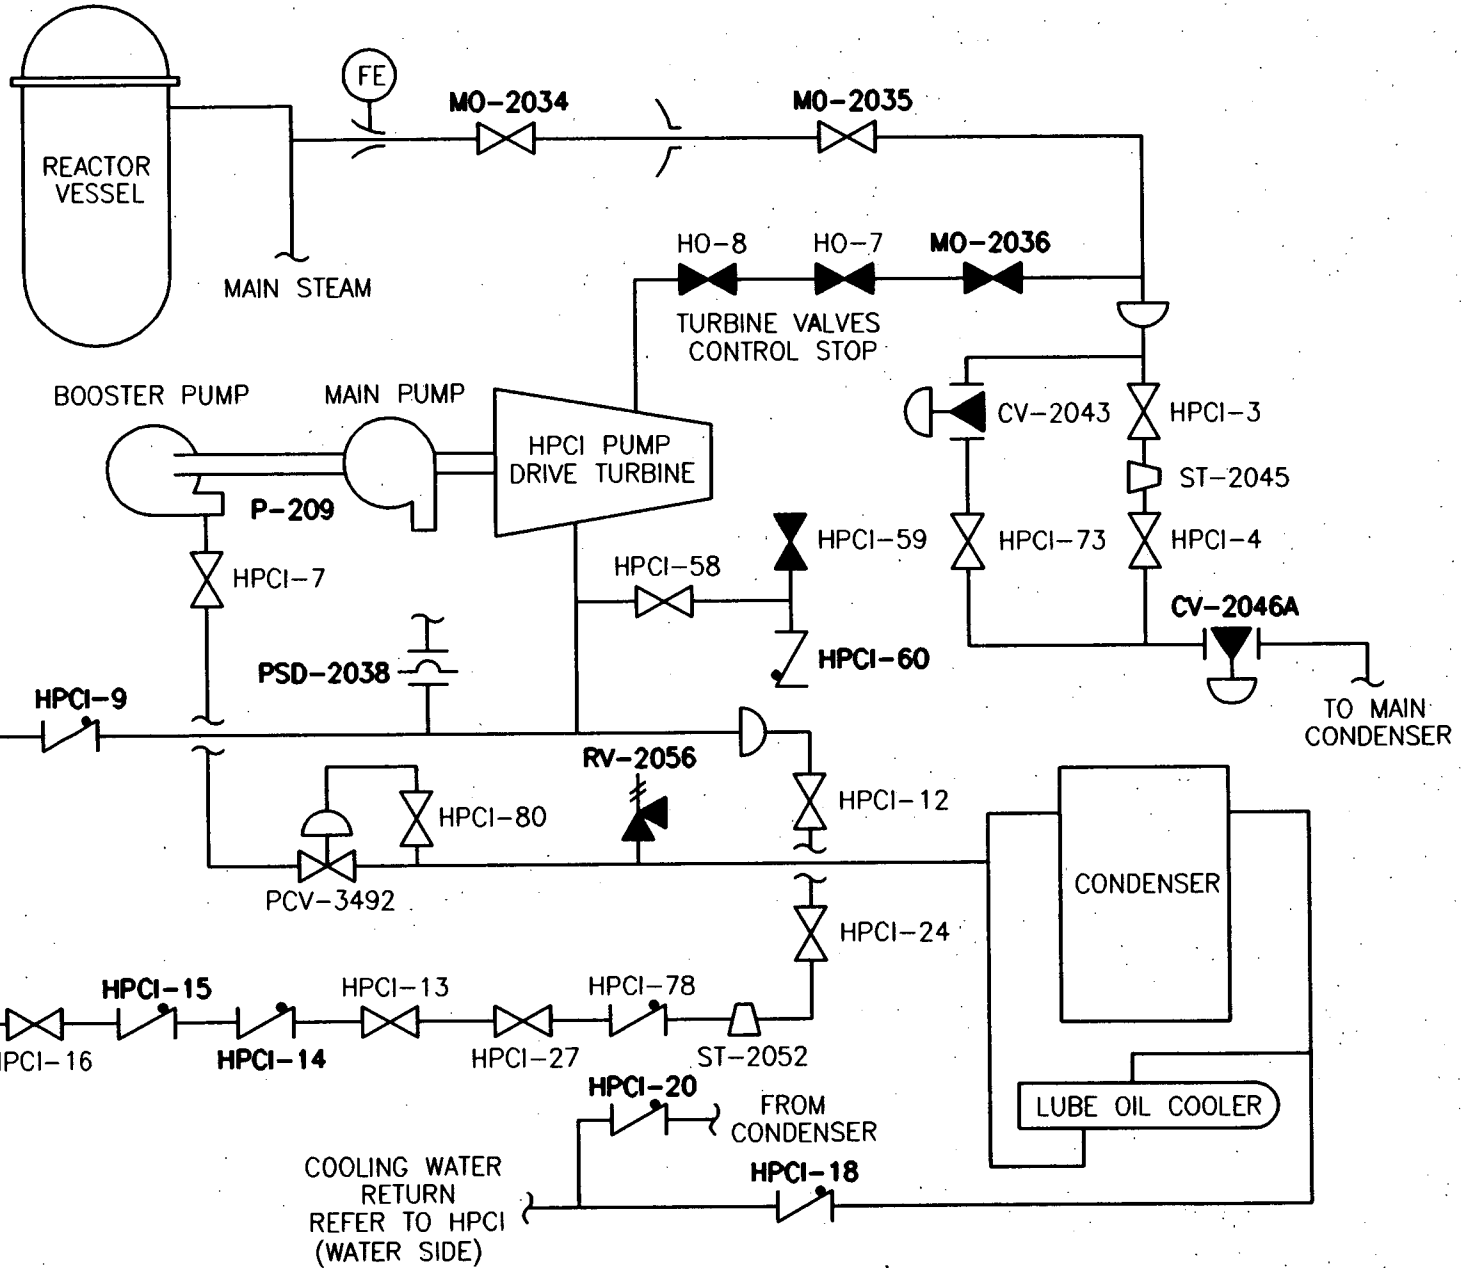 FE
MO-2034
MO-2035
REACTOR
VESSEL
HO-8
HO-7
MO-2036
MAIN STEAM
TURBINE VALVES
CONTROL STOP
BOOSTER PUMP
MAIN PUMP
CV-2043
HPCI-3
HPCI PUMP
DRIVE TURBINE
ST-2045
P-209
HPCI-59
HPCI-73
HPCI-4
HPCI-7
HPCI-58
CV-2046A
PSD-2038
HPCI-60
HPCI-9
TO MAIN
CONDENSER
RV-2056
HPCI-80
HPCI-12
PCV-3492
CONDENSER
HPCI-24
HPCI-15
HPCI-13
HPCI-78
HPCI-16
HPCI-14
HPCI-27
ST-2052
HPCI-20
FROM
CONDENSER
LUBE OIL COOLER
COOLING WATER
RETURN
REFER TO HPCI
(WATER SIDE)
HPCI-18